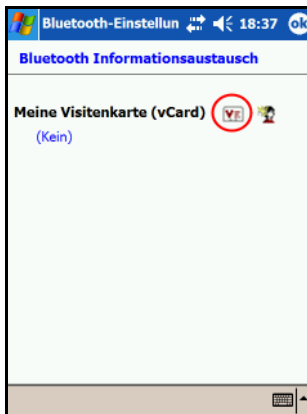 Bluetooth-Einstellun 18:37 ok
Bluetooth Informationsaustausch
Meine Visitenkarte (vCard)
(Kein)